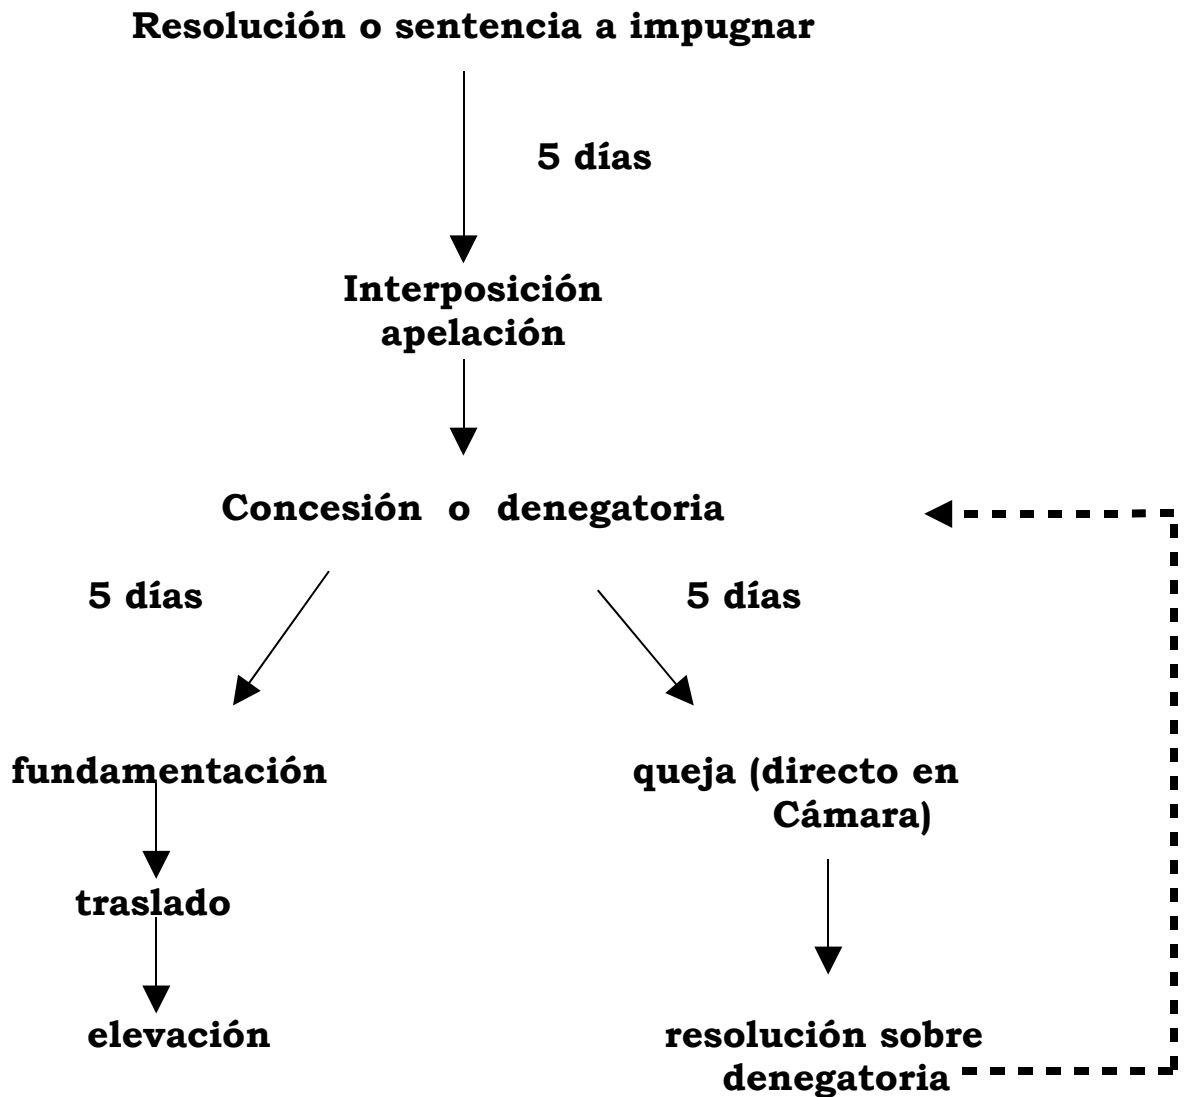 Resolución o sentencia a impugnar
5 días
Interposición
apelación
Concesión o denegatoria
5 días
5 días
fundamentación
queja (directo en
Cámara)
traslado
elevación
resolución sobre
denegatoria